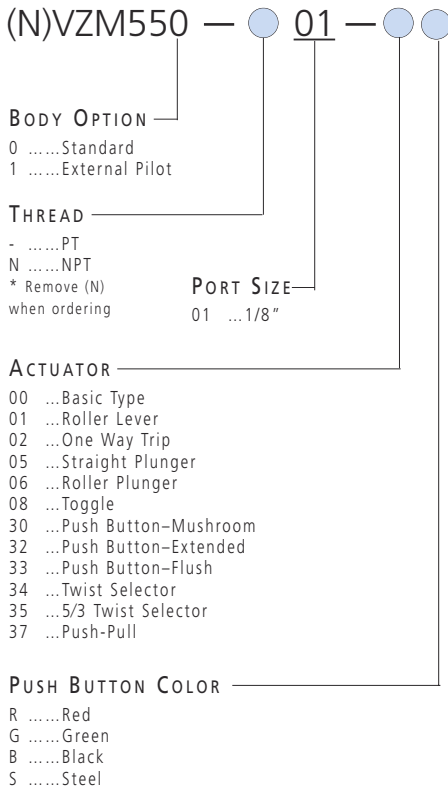 (N)VZM550 — 01 —
BODY OPTION
0 ......Standard
1 ......External Pilot
THREAD
- ......PT
N ......NPT
* Remove (N)
when ordering
PORT SIZE
01 ...1/8"
ACTUATOR
00 ...Basic Type
01 ...Roller Lever
02 ...One Way Trip
05 ...Straight Plunger
06 ...Roller Plunger
08 ...Toggle
30 ...Push Button–Mushroom
32 ...Push Button–Extended
33 ...Push Button–Flush
34 ...Twist Selector
35 ...5/3 Twist Selector
37 ...Push-Pull
PUSH BUTTON COLOR
R ......Red
G ......Green
B ......Black
S ......Steel